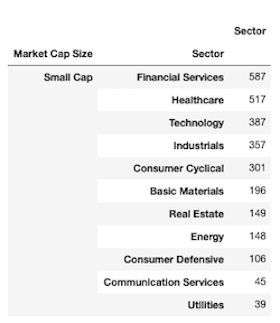 Sector
Market Cap Size Sector
Small Cap Financial Services 587
Healthcare 517
Technology 387
Industrials 357
Consumer Cyclical 301
Basic Materials 196
Real Estate 149
Energy 148
Consumer Defensive 106
Communication Services 45
Utilities 39